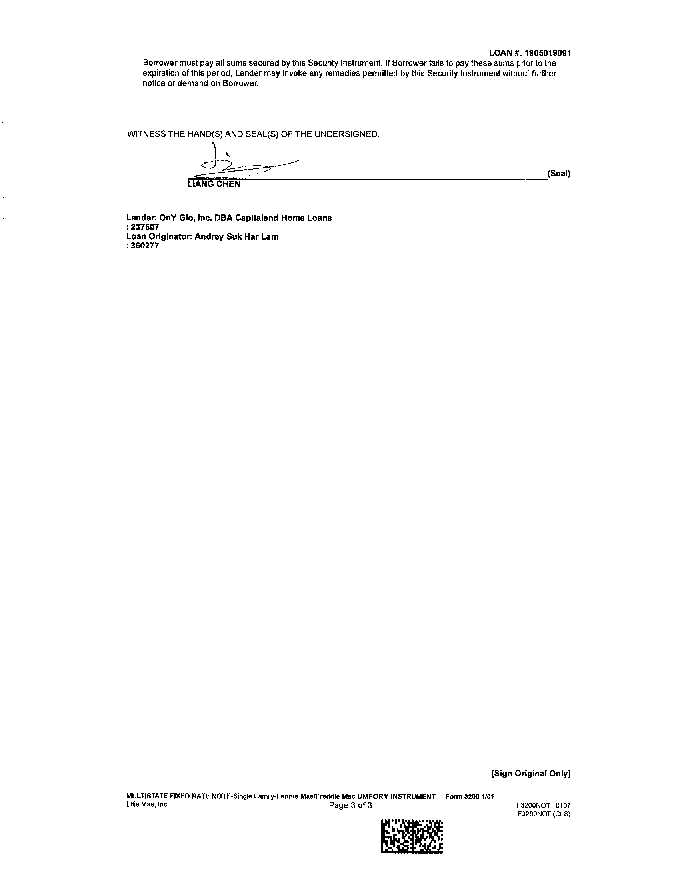 LOAN #: 1905019091
Borrower must pay all sums secured by this Security Instrument. If Borrower fails to pay these sums prior to the
expiration of this period, Lender may invoke any remedies permitted by this Security Instrument without further
notice or demand on Borrower.
WITNESS THE HAND(S) AND SEAL(S) OF THE UNDERSIGNED.
(Seal)
LIANG CHEN
Lender: OnY Glo, Inc. DBA Capitalend Home Loans
: 237667
Loan Originator: Andrey Suk Har Lam
: 360277
[Sign Original Only]
MULTISTATE FIXED RATE NOTE-Single Family-Fannie Mae/Freddie Mac UNIFORM INSTRUMENT Form 3200 1/01
Ellie Mae, Inc.
Page 3 of 3
F3200NOT 0107
F3200NOT (CLS)